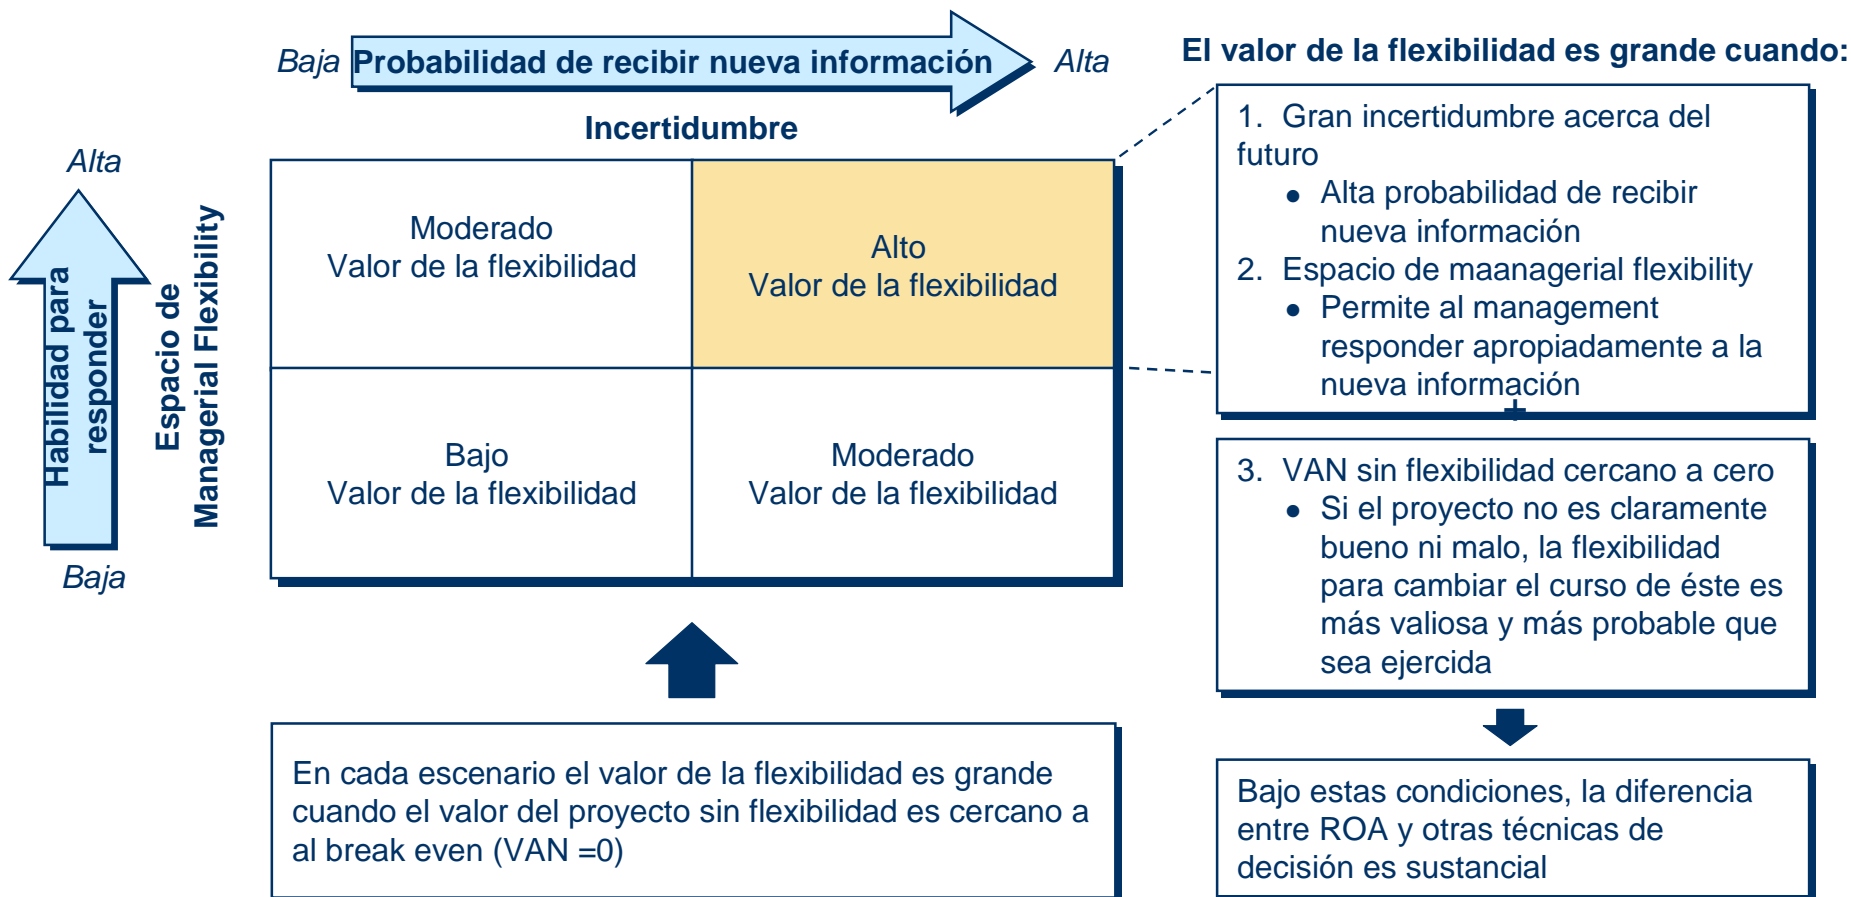 Baja Probabilidad de recibir nueva información Alta
Incertidumbre
Alta
Habilidad para
responder
Baja
Espacio de
Managerial Flexibility
Moderado
Valor de la flexibilidad
Alto
Valor de la flexibilidad
Bajo
Valor de la flexibilidad
Moderado
Valor de la flexibilidad
En cada escenario el valor de la flexibilidad es grande
cuando el valor del proyecto sin flexibilidad es cercano a
al break even (VAN =0)
El valor de la flexibilidad es grande cuando:
1. Gran incertidumbre acerca del
futuro
● Alta probabilidad de recibir
nueva información
2. Espacio de maanagerial flexibility
● Permite al management
responder apropiadamente a la
nueva información
+
3. VAN sin flexibilidad cercano a cero
● Si el proyecto no es claramente
bueno ni malo, la flexibilidad
para cambiar el curso de éste es
más valiosa y más probable que
sea ejercida
Bajo estas condiciones, la diferencia
entre ROA y otras técnicas de
decisión es sustancial